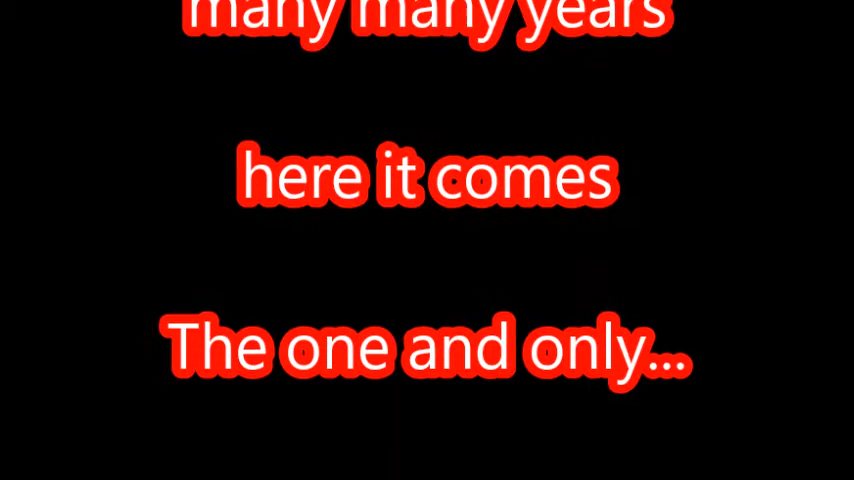 many many years
here it comes
The one and only...